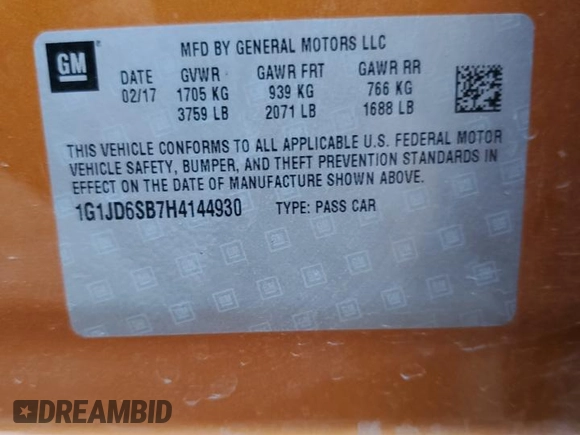 GM
MFD BY GENERAL MOTORS LLC
DATE GVWR GAWR FRT GAWR RR
02/17 1705 KG 939 KG 766 KG
3759 LB 2071 LB 1688 LB
THIS VEHICLE CONFORMS TO ALL APPLICABLE U.S. FEDERAL MOTOR
VEHICLE SAFETY, BUMPER, AND THEFT PREVENTION STANDARDS IN
EFFECT ON THE DATE OF MANUFACTURE SHOWN ABOVE.
1G1JD6SB7H4144930 TYPE: PASS CAR
DREAMBID